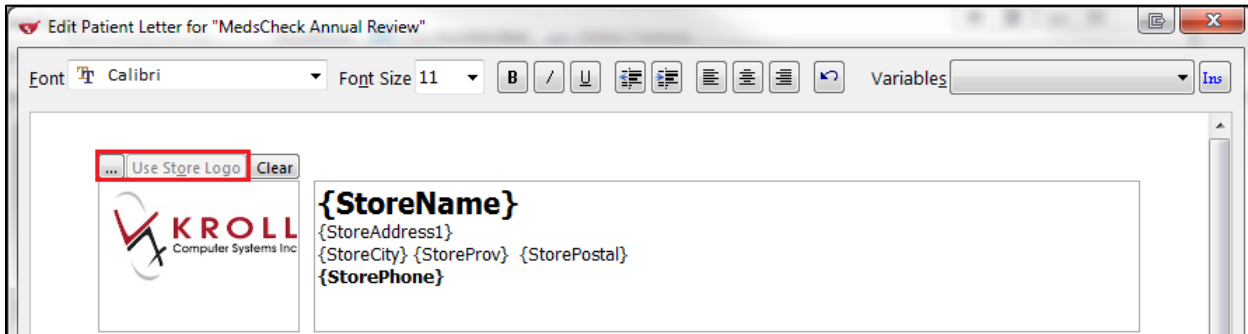 Edit Patient Letter for "MedsCheck Annual Review"
Font Tr Calibri Font Size 11 B I U Variables Ins
... Use Store Logo Clear
KROLL
Computer Systems Inc
{StoreName}
{StoreAddress1}
{StoreCity} {StoreProv} {StorePostal}
{StorePhone}